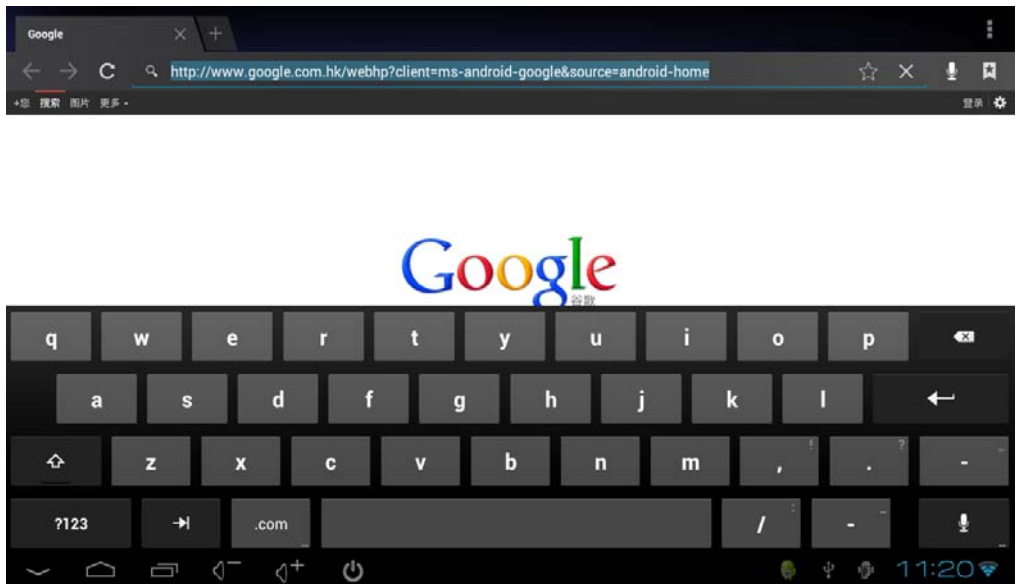 Google
http://www.google.com.hk/webhp?client=ms-android-google&source=android-home
+您 搜索 图片 更多
登录
Google
谷歌
q w e r t y u i o p
a s d f g h j k l
z x c v b n m , ! . ? - _
?123 .com / : - _
11:20